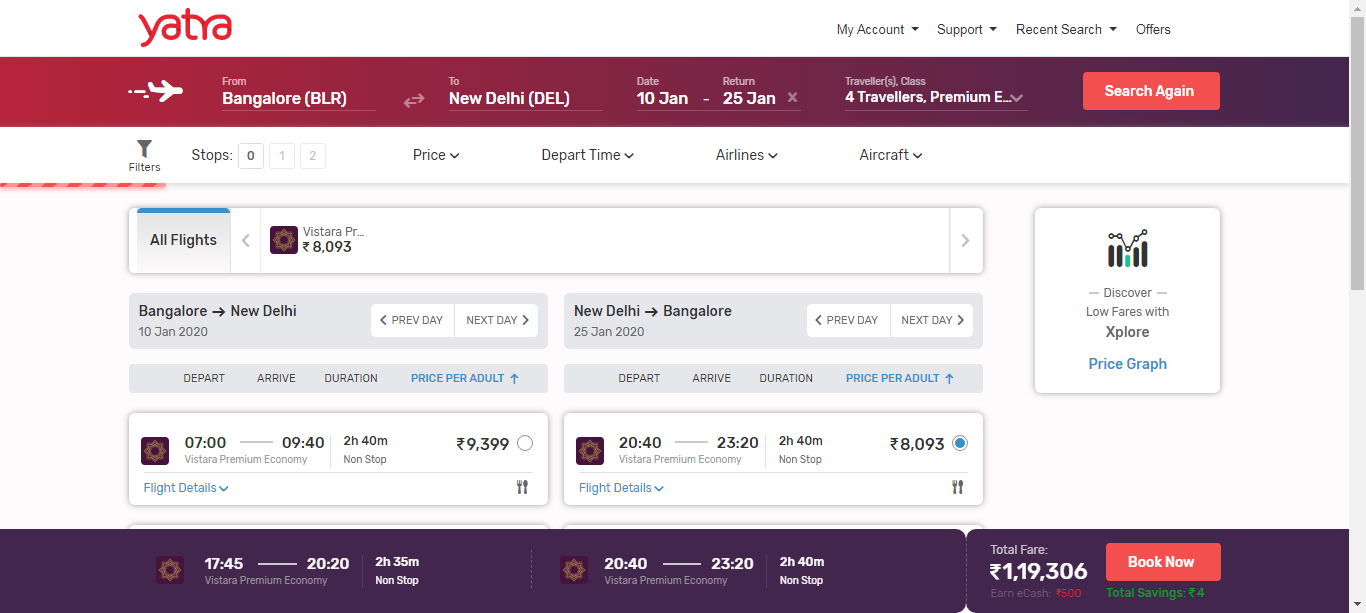 yatra
My Account Support Recent Search Offers
From To Date Return Traveller(s), Class
Bangalore (BLR) New Delhi (DEL) 10 Jan - 25 Jan × 4 Travellers, Premium E... Search Again
Filters Stops: 0 1 2 Price Depart Time Airlines Aircraft
All Flights Vistara Pr...
₹ 8,093
Bangalore → New Delhi
10 Jan 2020
PREV DAY NEXT DAY
New Delhi → Bangalore
25 Jan 2020
PREV DAY NEXT DAY
— Discover —
Low Fares with
Xplore
Price Graph
DEPART ARRIVE DURATION PRICE PER ADULT ↑
DEPART ARRIVE DURATION PRICE PER ADULT ↑
07:00 09:40 2h 40m ₹9,399
Vistara Premium Economy Non Stop
Flight Details
20:40 23:20 2h 40m ₹8,093
Vistara Premium Economy Non Stop
Flight Details
17:45 20:20 2h 35m
Vistara Premium Economy Non Stop
20:40 23:20 2h 40m
Vistara Premium Economy Non Stop
Total Fare:
₹1,19,306
Earn eCash: ₹500
Book Now
Total Savings: ₹4